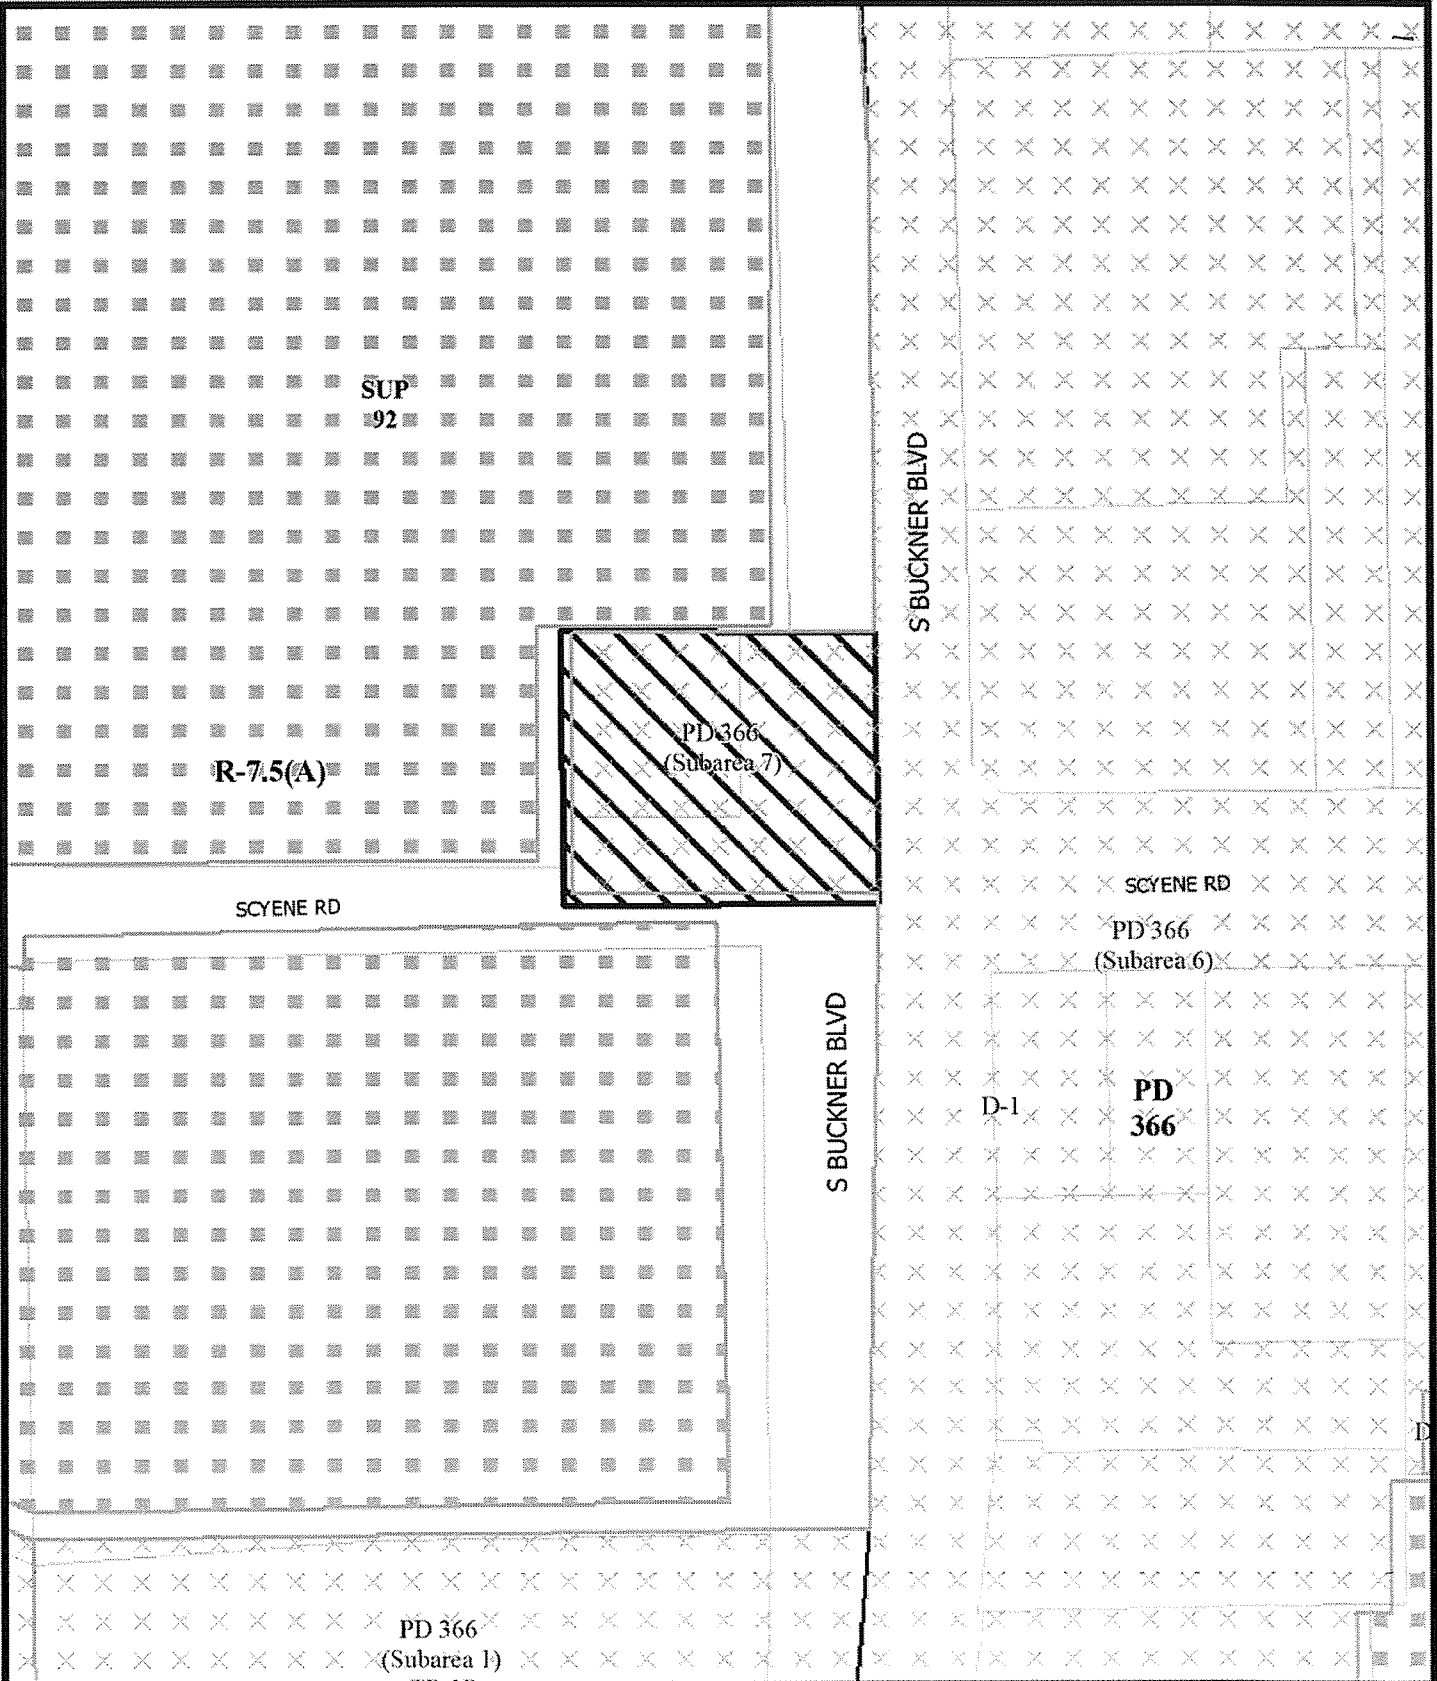 SUP
92
S BUCKNER BLVD
PD 366
(Subarea 7)
R-7.5(A)
SCYENE RD
SCYENE RD
PD 366
(Subarea 6)
S BUCKNER BLVD
D-1
PD
366
D
PD 366
(Subarea 1)